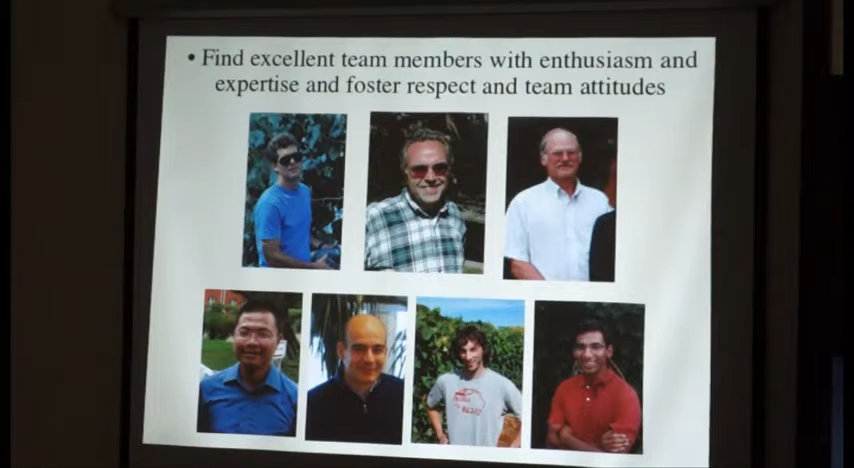 • Find excellent team members with enthusiasm and
expertise and foster respect and team attitudes